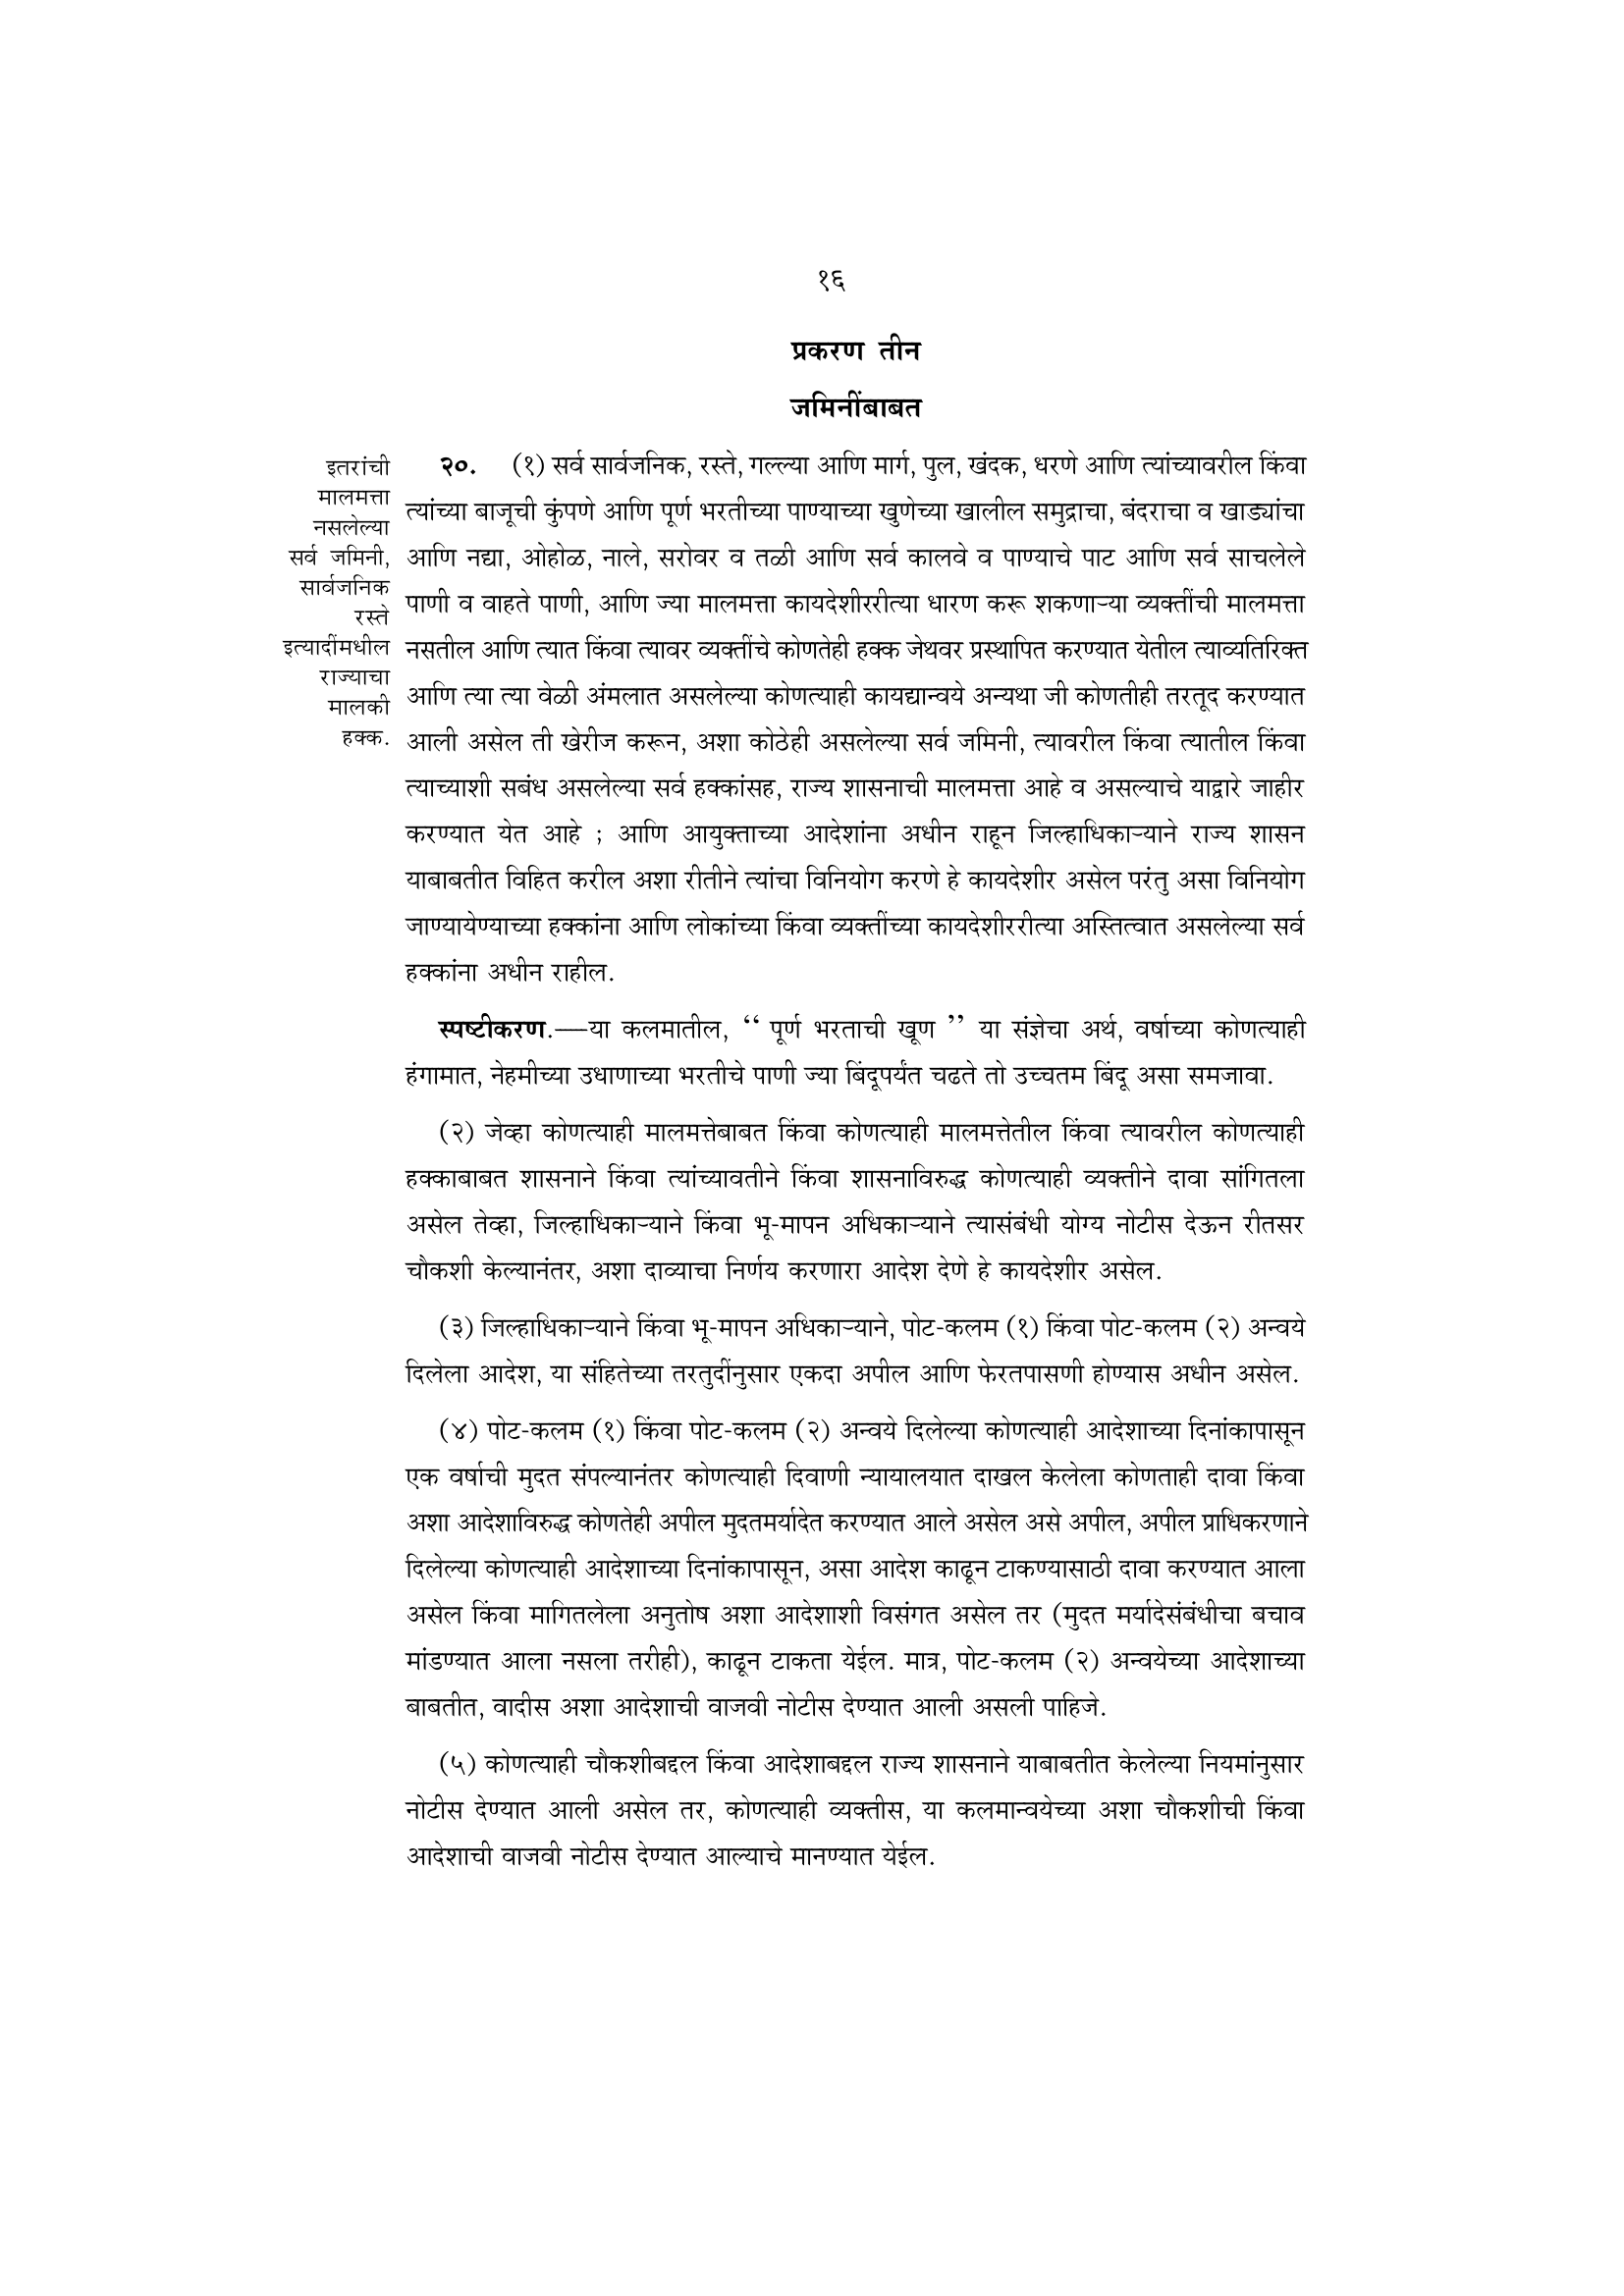 १६
प्रकरण तीन
जमिनींबाबत
इतरांची
मालमत्ता
नसलेल्या
सर्व जमिनी,
सार्वजनिक
रस्ते
इत्यादींमधील
राज्याचा
मालकी
हक्क.
२०. (१) सर्व सार्वजनिक, रस्ते, गल्ल्या आणि मार्ग, पुल, खंदक, धरणे आणि त्यांच्यावरील किंवा
त्यांच्या बाजूची कुंपणे आणि पूर्ण भरतीच्या पाण्याच्या खुणेच्या खालील समुद्राचा, बंदराचा व खाड्यांचा
आणि नद्या, ओहोळ, नाले, सरोवर व तळी आणि सर्व कालवे व पाण्याचे पाट आणि सर्व साचलेले
पाणी व वाहते पाणी, आणि ज्या मालमत्ता कायदेशीररीत्या धारण करू शकणाऱ्या व्यक्तींची मालमत्ता
नसतील आणि त्यात किंवा त्यावर व्यक्तींचे कोणतेही हक्क जेथवर प्रस्थापित करण्यात येतील त्याव्यतिरिक्त
आणि त्या त्या वेळी अंमलात असलेल्या कोणत्याही कायद्यान्वये अन्यथा जी कोणतीही तरतूद करण्यात
आली असेल ती खेरीज करून, अशा कोठेही असलेल्या सर्व जमिनी, त्यावरील किंवा त्यातील किंवा
त्याच्याशी सबंध असलेल्या सर्व हक्कांसह, राज्य शासनाची मालमत्ता आहे व असल्याचे याद्वारे जाहीर
करण्यात येत आहे ; आणि आयुक्ताच्या आदेशांना अधीन राहून जिल्हाधिकाऱ्याने राज्य शासन
याबाबतीत विहित करील अशा रीतीने त्यांचा विनियोग करणे हे कायदेशीर असेल परंतु असा विनियोग
जाण्यायेण्याच्या हक्कांना आणि लोकांच्या किंवा व्यक्तींच्या कायदेशीररीत्या अस्तित्वात असलेल्या सर्व
हक्कांना अधीन राहील.
स्पष्टीकरण.—या कलमातील, “ पूर्ण भरताची खूण ” या संज्ञेचा अर्थ, वर्षाच्या कोणत्याही
हंगामात, नेहमीच्या उधाणाच्या भरतीचे पाणी ज्या बिंदूपर्यंत चढते तो उच्चतम बिंदू असा समजावा.
(२) जेव्हा कोणत्याही मालमत्तेबाबत किंवा कोणत्याही मालमत्तेतील किंवा त्यावरील कोणत्याही
हक्काबाबत शासनाने किंवा त्यांच्यावतीने किंवा शासनाविरुद्ध कोणत्याही व्यक्तीने दावा सांगितला
असेल तेव्हा, जिल्हाधिकाऱ्याने किंवा भू-मापन अधिकाऱ्याने त्यासंबंधी योग्य नोटीस देऊन रीतसर
चौकशी केल्यानंतर, अशा दाव्याचा निर्णय करणारा आदेश देणे हे कायदेशीर असेल.
(३) जिल्हाधिकाऱ्याने किंवा भू-मापन अधिकाऱ्याने, पोट-कलम (१) किंवा पोट-कलम (२) अन्वये
दिलेला आदेश, या संहितेच्या तरतुदींनुसार एकदा अपील आणि फेरतपासणी होण्यास अधीन असेल.
(४) पोट-कलम (१) किंवा पोट-कलम (२) अन्वये दिलेल्या कोणत्याही आदेशाच्या दिनांकापासून
एक वर्षाची मुदत संपल्यानंतर कोणत्याही दिवाणी न्यायालयात दाखल केलेला कोणताही दावा किंवा
अशा आदेशाविरुद्ध कोणतेही अपील मुदतमर्यादेत करण्यात आले असेल असे अपील, अपील प्राधिकरणाने
दिलेल्या कोणत्याही आदेशाच्या दिनांकापासून, असा आदेश काढून टाकण्यासाठी दावा करण्यात आला
असेल किंवा मागितलेला अनुतोष अशा आदेशाशी विसंगत असेल तर (मुदत मर्यादेसंबंधीचा बचाव
मांडण्यात आला नसला तरीही), काढून टाकता येईल. मात्र, पोट-कलम (२) अन्वयेच्या आदेशाच्या
बाबतीत, वादीस अशा आदेशाची वाजवी नोटीस देण्यात आली असली पाहिजे.
(५) कोणत्याही चौकशीबद्दल किंवा आदेशाबद्दल राज्य शासनाने याबाबतीत केलेल्या नियमांनुसार
नोटीस देण्यात आली असेल तर, कोणत्याही व्यक्तीस, या कलमान्वयेच्या अशा चौकशीची किंवा
आदेशाची वाजवी नोटीस देण्यात आल्याचे मानण्यात येईल.